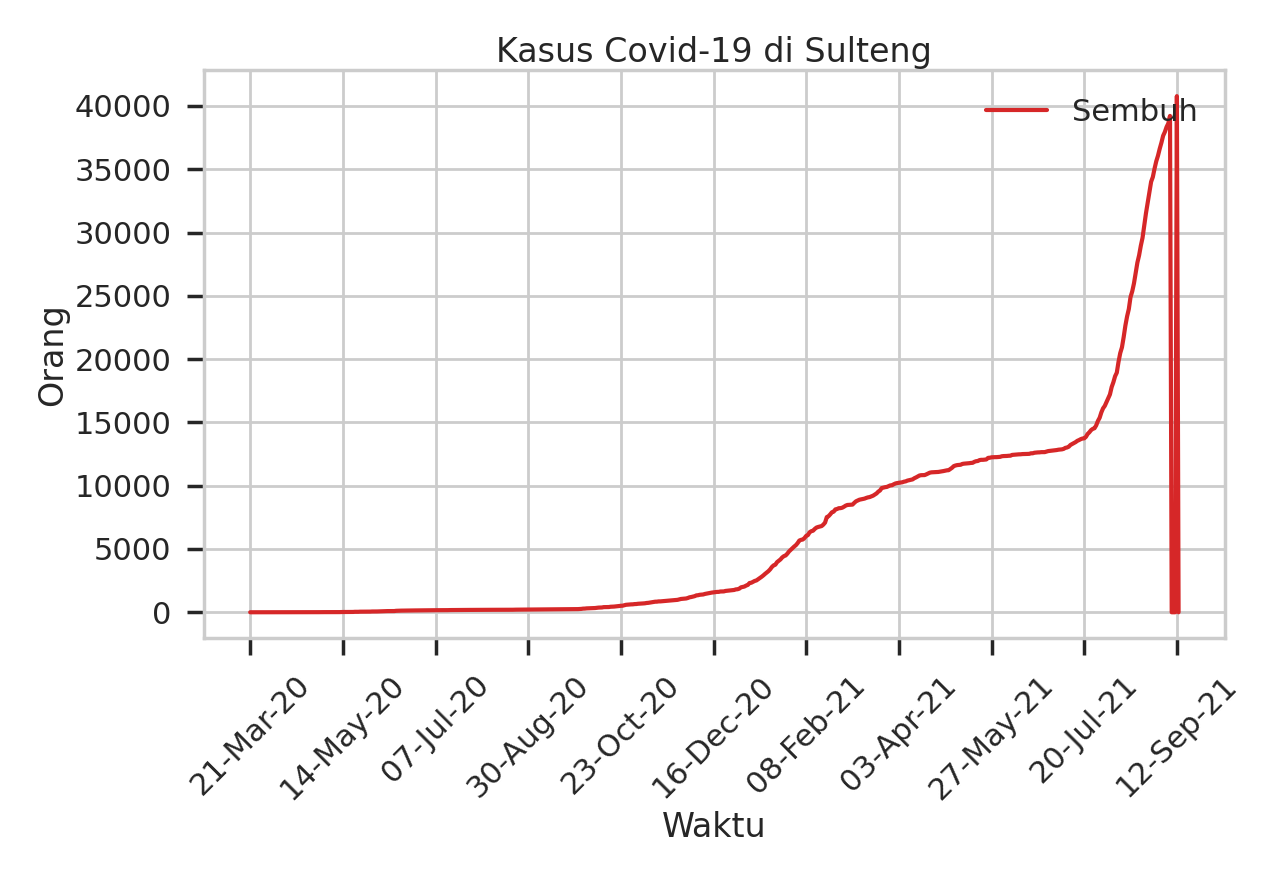 Kasus Covid-19 di Sulteng
Sembuh
40000
35000
30000
25000
20000
15000
10000
5000
0
Orang
21-Mar-20
14-May-20
07-Jul-20
30-Aug-20
23-Oct-20
16-Dec-20
08-Feb-21
03-Apr-21
27-May-21
20-Jul-21
12-Sep-21
Waktu